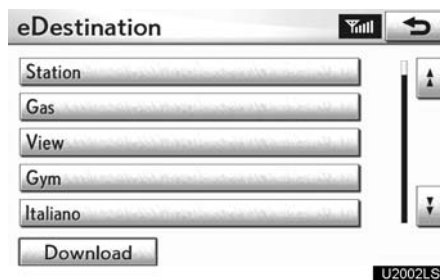 eDestination
Station
Gas
View
Gym
Italiano
Download
U2002LS